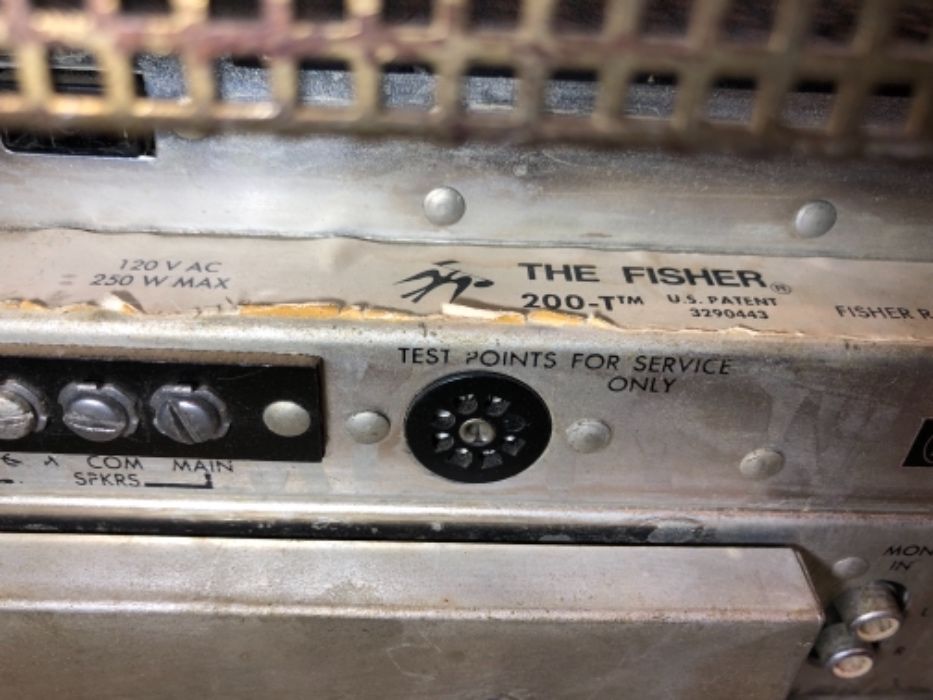 120 V AC
250 W MAX
THE FISHER®
200-T™ U.S. PATENT
3290443
FISHER R
TEST POINTS FOR SERVICE
ONLY
COM MAIN
SPKRS
MON
IN
L
R